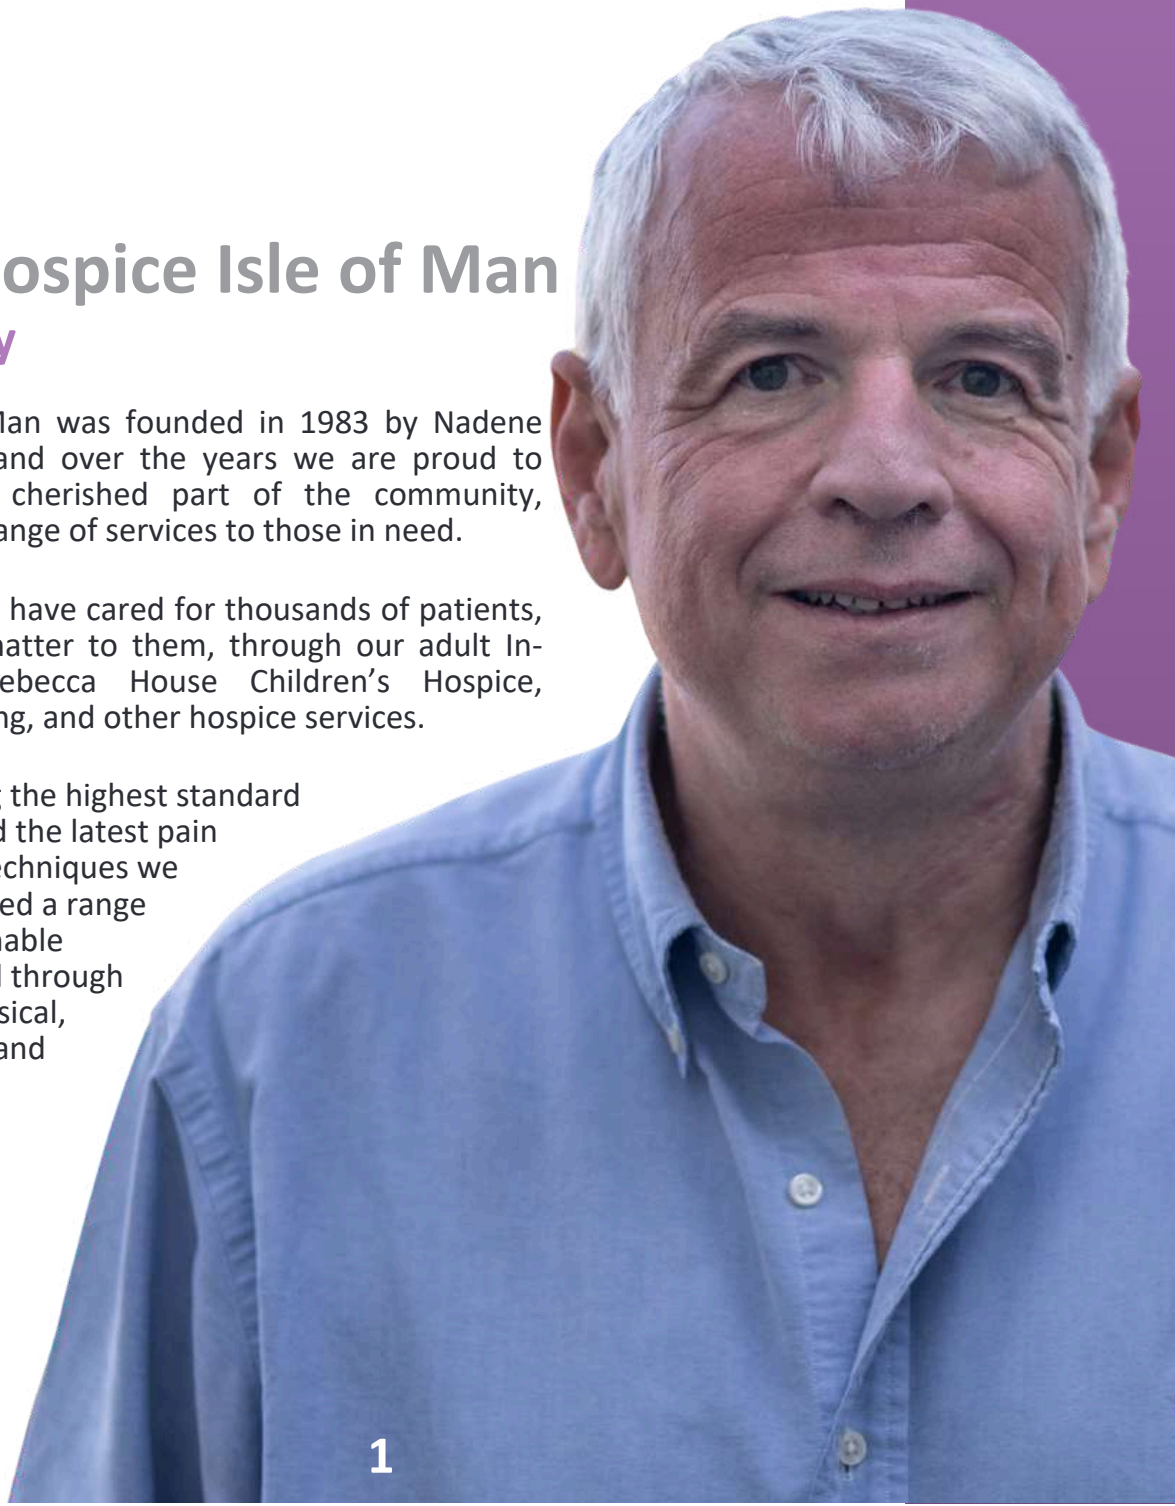 ospice Isle of Man
y
Man was founded in 1983 by Nadene
and over the years we are proud to
cherished part of the community,
ange of services to those in need.
have cared for thousands of patients,
matter to them, through our adult In-
ebecca House Children's Hospice,
ng, and other hospice services.
g the highest standard
d the latest pain
echniques we
ed a range
nable
d through
sical,
and
1